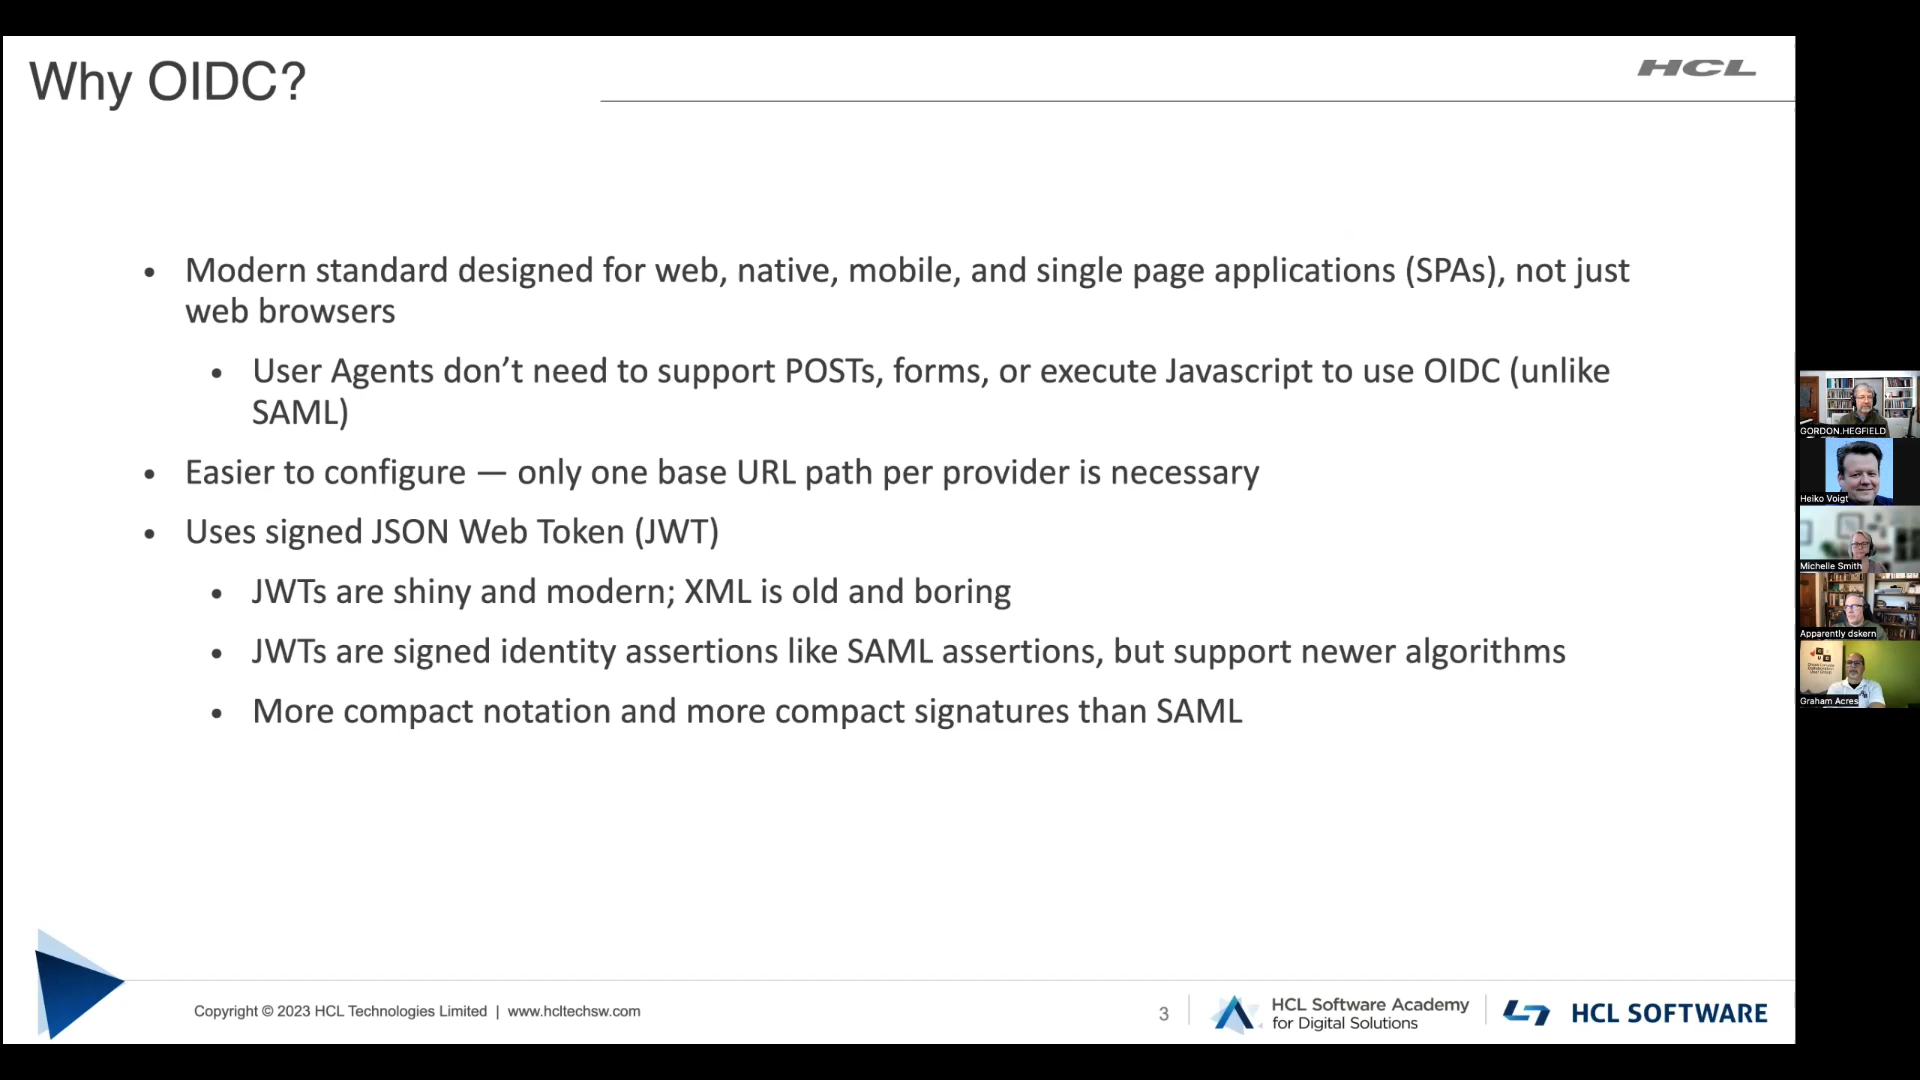 Why OIDC?
HCL
• Modern standard designed for web, native, mobile, and single page applications (SPAs), not just
web browsers
• User Agents don’t need to support POSTs, forms, or execute Javascript to use OIDC (unlike
SAML)
• Easier to configure — only one base URL path per provider is necessary
• Uses signed JSON Web Token (JWT)
• JWTs are shiny and modern; XML is old and boring
• JWTs are signed identity assertions like SAML assertions, but support newer algorithms
• More compact notation and more compact signatures than SAML
GORDON.HEGFIELD
Heiko Voigt
Michelle Smith
Apparently dskern
Graham Acres
Copyright © 2023 HCL Technologies Limited | www.hcltechsw.com
3
HCL Software Academy
for Digital Solutions
HCL SOFTWARE